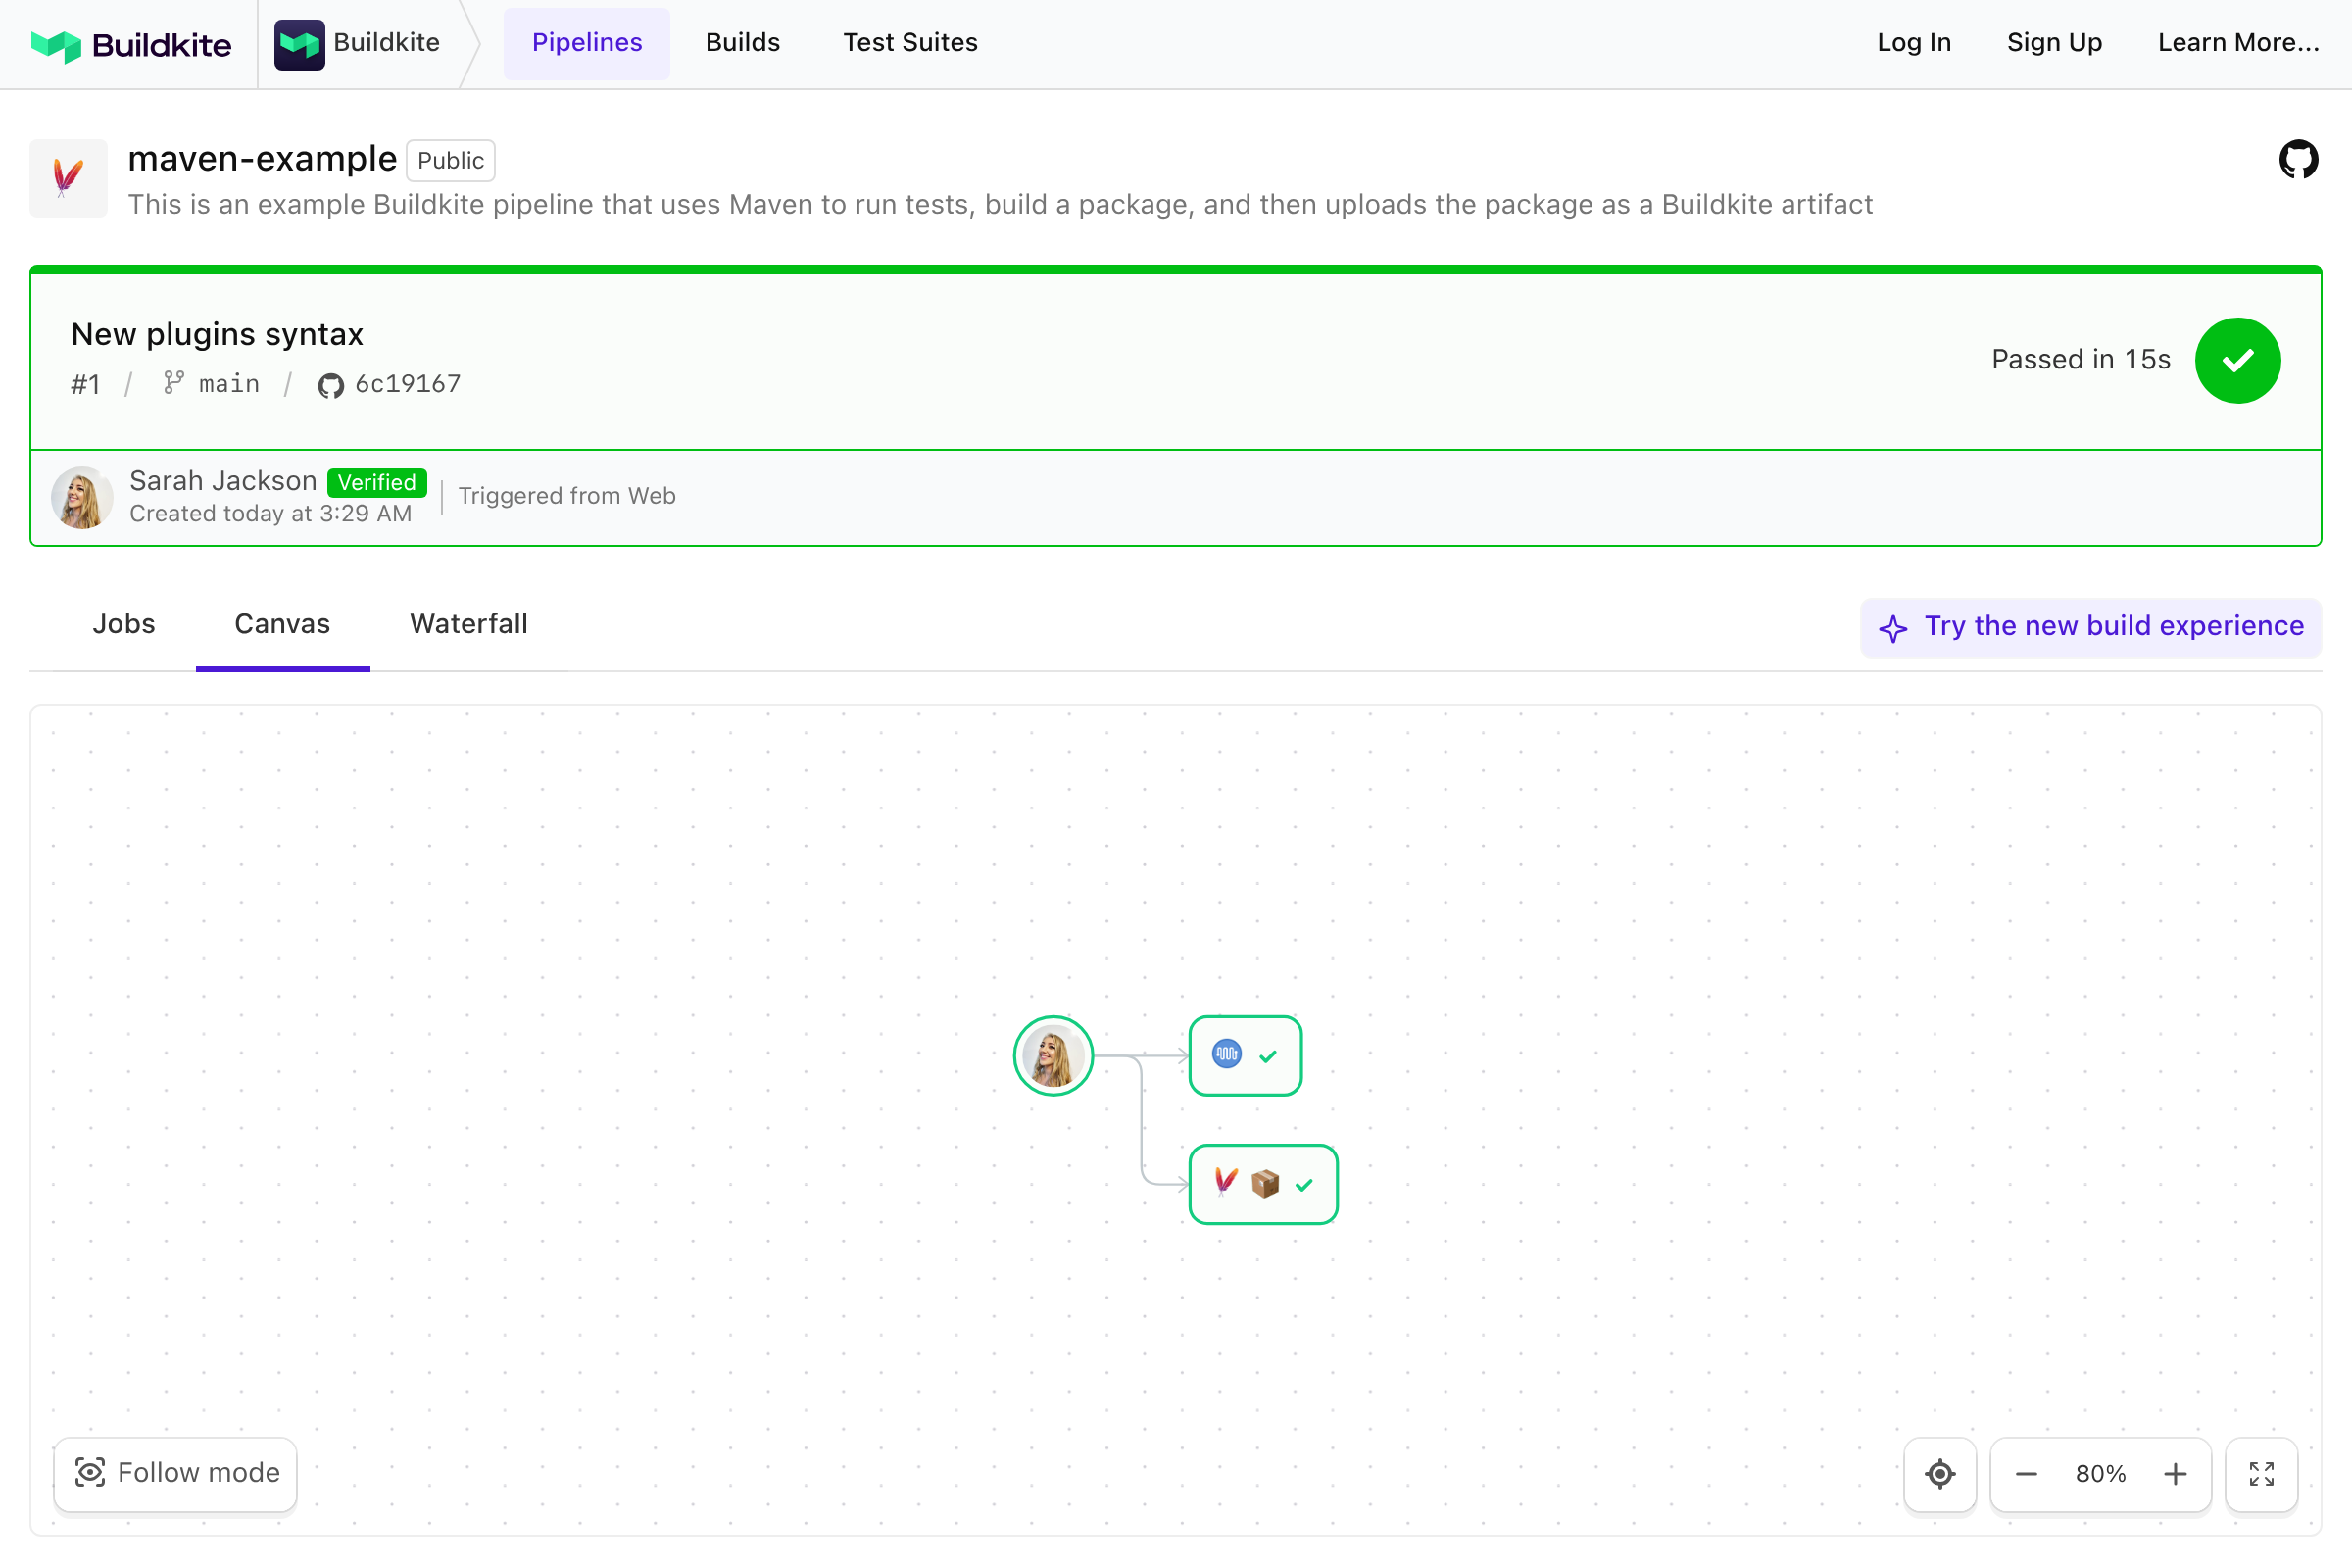 Buildkite
Buildkite
Pipelines
Builds
Test Suites
Log In
Sign Up
Learn More...
maven-example
Public
This is an example Buildkite pipeline that uses Maven to run tests, build a package, and then uploads the package as a Buildkite artifact
New plugins syntax
#1 / main / 6c19167
Passed in 15s
Sarah Jackson Verified
Created today at 3:29 AM
Triggered from Web
Jobs
Canvas
Waterfall
Try the new build experience
Follow mode
80%